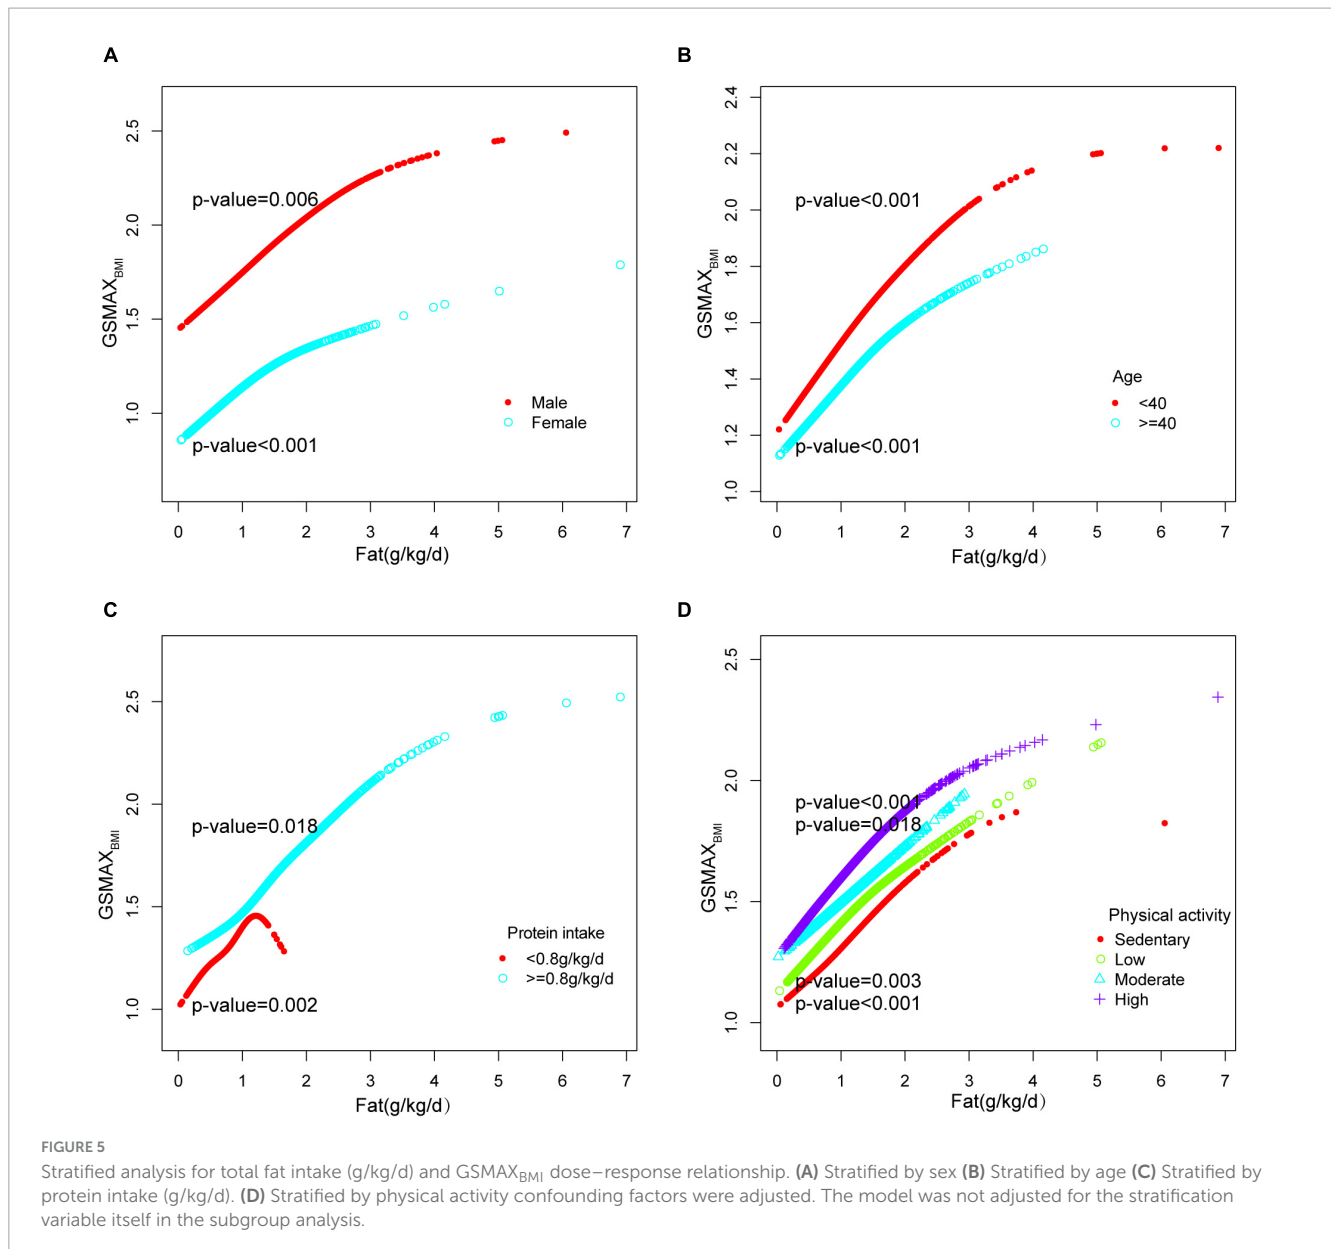 A
2.5
2.0
1.5
1.0
GSMAXBMI
p-value=0.006
p-value<0.001
Male
Female
0 1 2 3 4 5 6 7
Fat(g/kg/d)
B
2.4
2.2
2.0
1.8
1.6
1.4
1.2
1.0
GSMAXBMI
p-value<0.001
p-value<0.001
Age
<40
>=40
0 1 2 3 4 5 6 7
Fat(g/kg/d)
C
2.5
2.0
1.5
1.0
GSMAXBMI
p-value=0.018
p-value=0.002
Protein intake
<0.8g/kg/d
>=0.8g/kg/d
0 1 2 3 4 5 6 7
Fat(g/kg/d)
D
2.5
2.0
1.5
1.0
GSMAXBMI
p-value<0.001
p-value=0.018
p-value=0.003
p-value<0.001
Physical activity
Sedentary
Low
Moderate
High
0 1 2 3 4 5 6 7
Fat(g/kg/d)
FIGURE 5
Stratified analysis for total fat intake (g/kg/d) and GSMAXBMI dose–response relationship. (A) Stratified by sex (B) Stratified by age (C) Stratified by
protein intake (g/kg/d). (D) Stratified by physical activity confounding factors were adjusted. The model was not adjusted for the stratification
variable itself in the subgroup analysis.